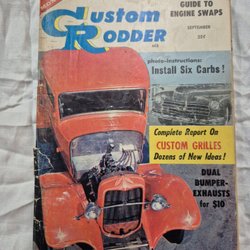 GUIDE TO
ENGINE SWAPS
Custom
Rodder
SEPTEMBER
35¢
photo-instructions:
Install Six Carbs!
Complete Report On
CUSTOM GRILLES
Dozens of New Ideas!
DUAL
BUMPER-
EXHAUSTS
for $10